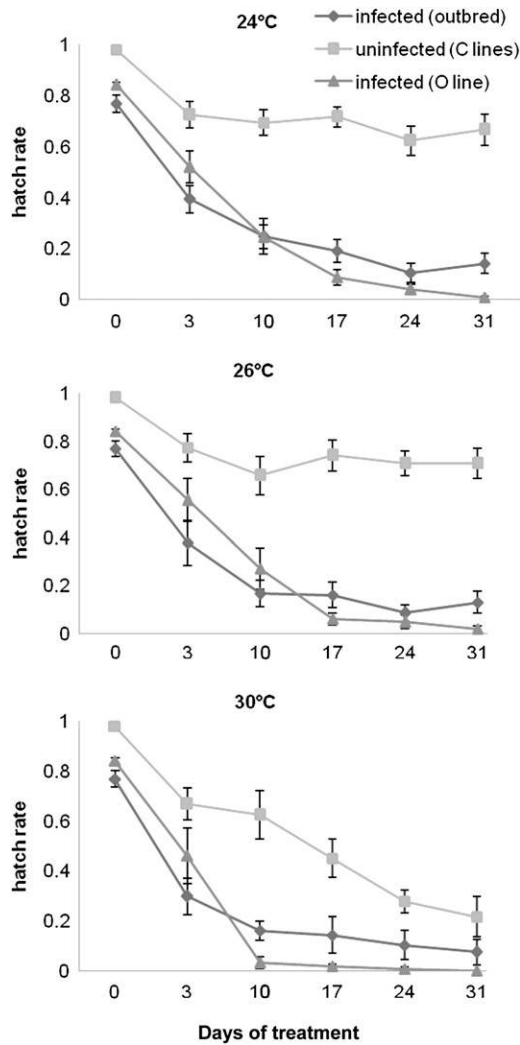 24°C
infected (outbred)
uninfected (C lines)
infected (O line)
hatch rate
1
0.8
0.6
0.4
0.2
0
0 3 10 17 24 31
26°C
hatch rate
1
0.8
0.6
0.4
0.2
0
0 3 10 17 24 31
30°C
hatch rate
1
0.8
0.6
0.4
0.2
0
0 3 10 17 24 31
Days of treatment